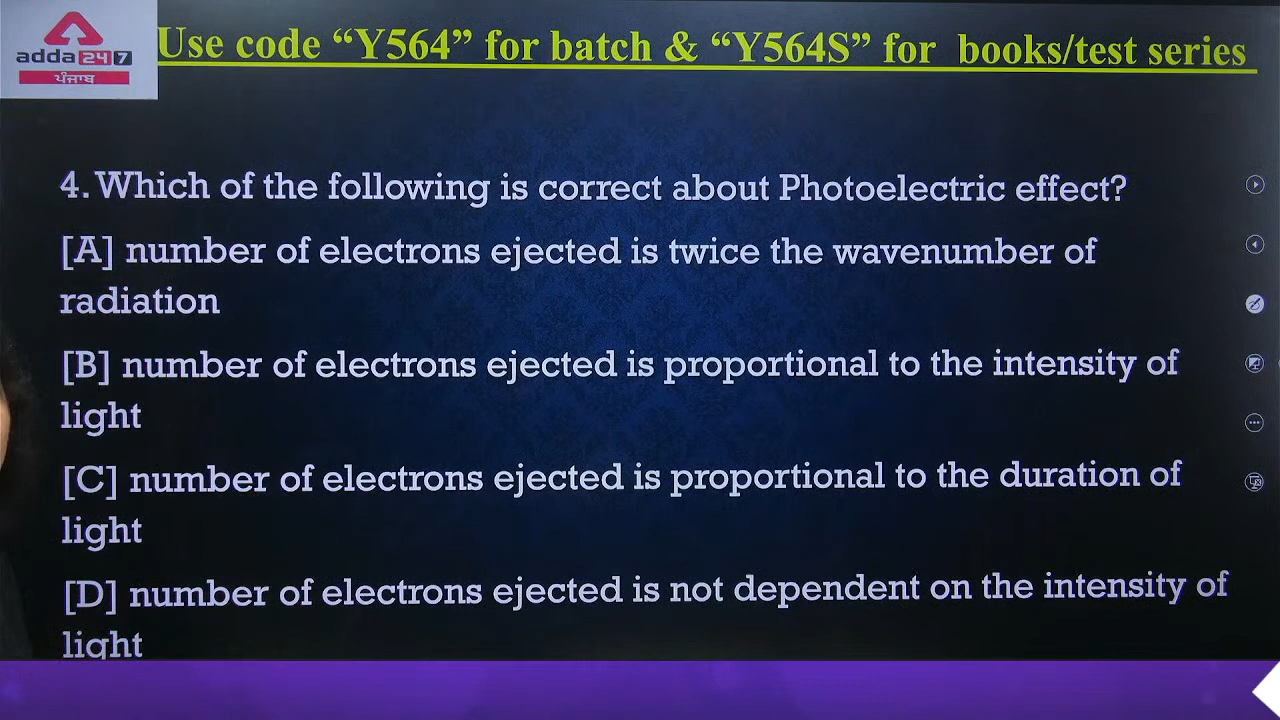 Use code “Y564” for batch & “Y564S” for books/test series
adda 24 7
ਪੰਜਾਬ
4. Which of the following is correct about Photoelectric effect?
[A] number of electrons ejected is twice the wavenumber of
radiation
[B] number of electrons ejected is proportional to the intensity of
light
[C] number of electrons ejected is proportional to the duration of
light
[D] number of electrons ejected is not dependent on the intensity of
light